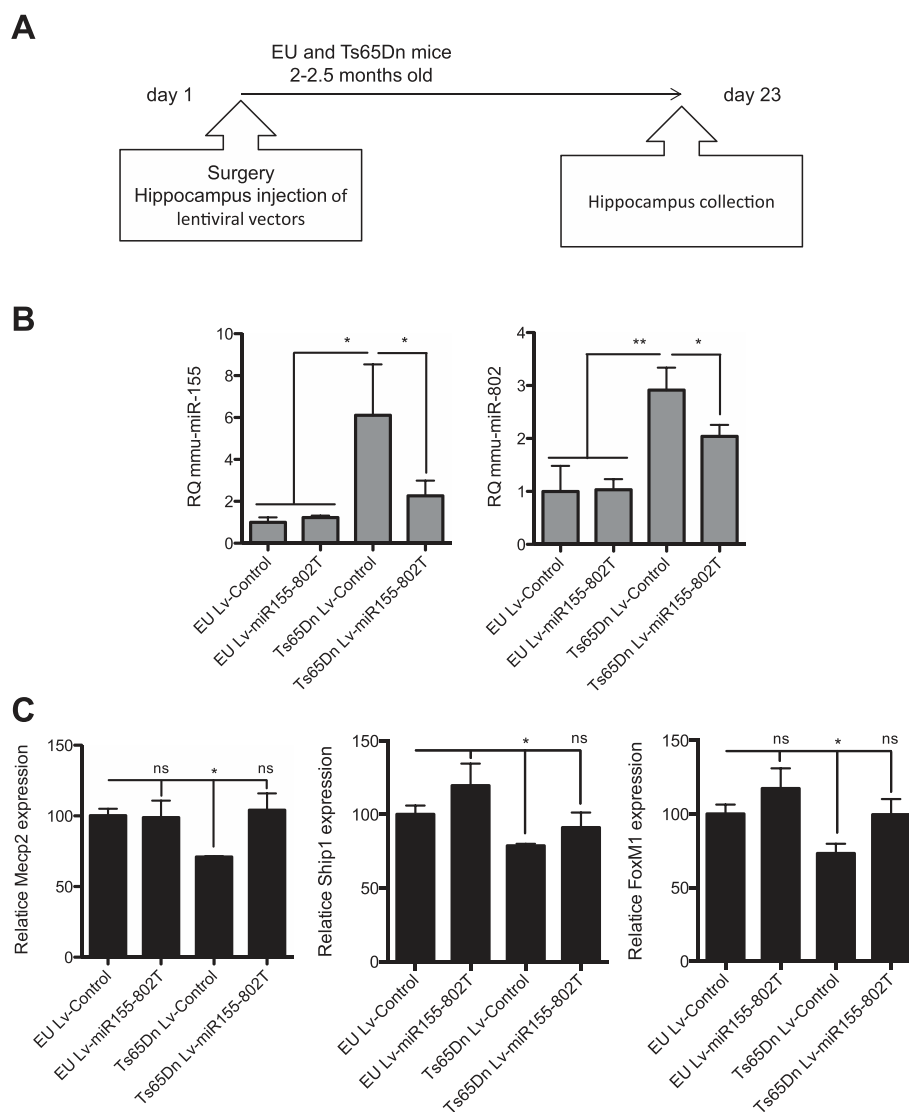 A
EU and Ts65Dn mice
2-2.5 months old
day 1
day 23
Surgery
Hippocampus injection of
lentiviral vectors
Hippocampus collection
B
RQ mmu-miR-155
10
8
6
4
2
0
*
*
EU Lv-Control
EU Lv-miR155-802T
Ts65Dn Lv-Control
Ts65Dn Lv-miR155-802T
RQ mmu-miR-802
4
3
2
1
0
**
*
EU Lv-Control
EU Lv-miR155-802T
Ts65Dn Lv-Control
Ts65Dn Lv-miR155-802T
C
Relatice Mecp2 expression
150
100
50
0
ns
*
ns
EU Lv-Control
EU Lv-miR155-802T
Ts65Dn Lv-Control
Ts65Dn Lv-miR155-802T
Relatice Ship1 expression
150
100
50
0
*
ns
EU Lv-Control
EU Lv-miR155-802T
Ts65Dn Lv-Control
Ts65Dn Lv-miR155-802T
Relatice FoxM1 expression
150
100
50
0
ns
*
ns
EU Lv-Control
EU Lv-miR155-802T
Ts65Dn Lv-Control
Ts65Dn Lv-miR155-802T